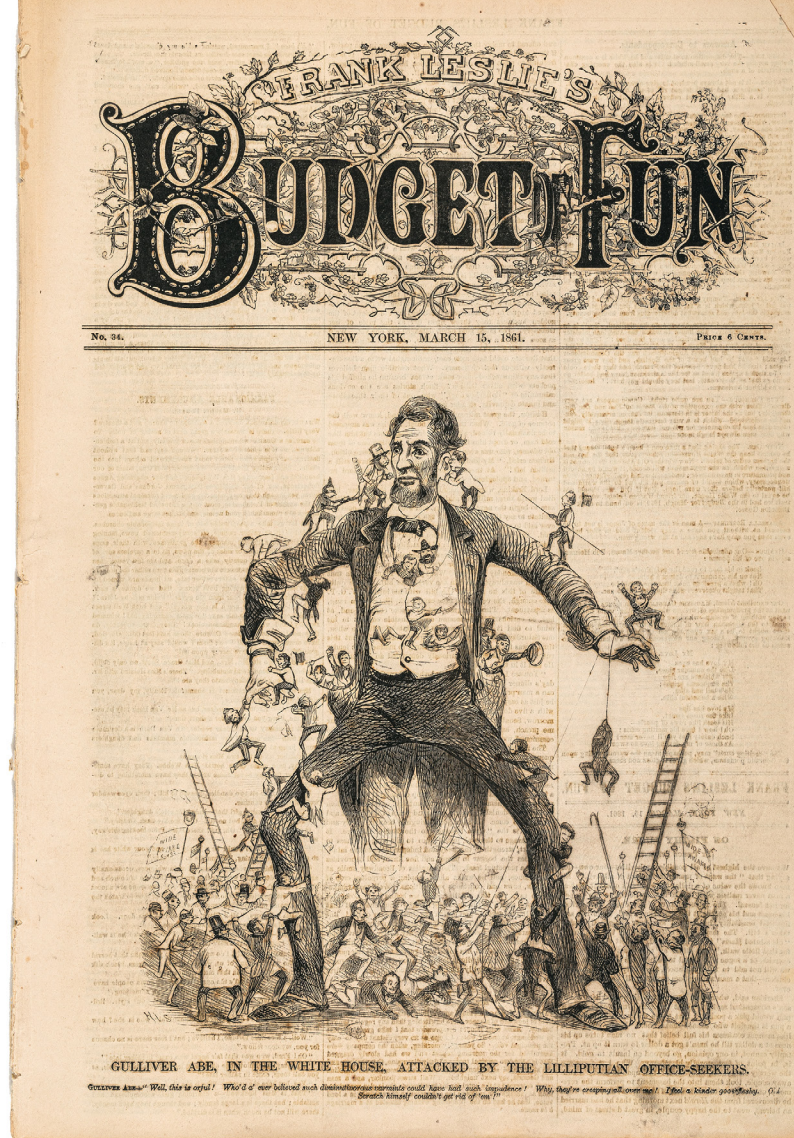 FRANK LESLIE'S
BUDGET OF FUN
No. 34. NEW YORK, MARCH 15, 1861. PRICE 6 CENTS.
WIDE
AWAKE
H.L.S
GULLIVER ABE, IN THE WHITE HOUSE, ATTACKED BY THE LILLIPUTIAN OFFICE-SEEKERS.
GULLIVER ABE—" Well, this is orful! Who'd a' ever believed such diminitivorous varmints could have had such impudence! Why, they're creeping all over me! I feel a kinder goosefleshy.
Scratch himself couldn't get rid of 'em!"